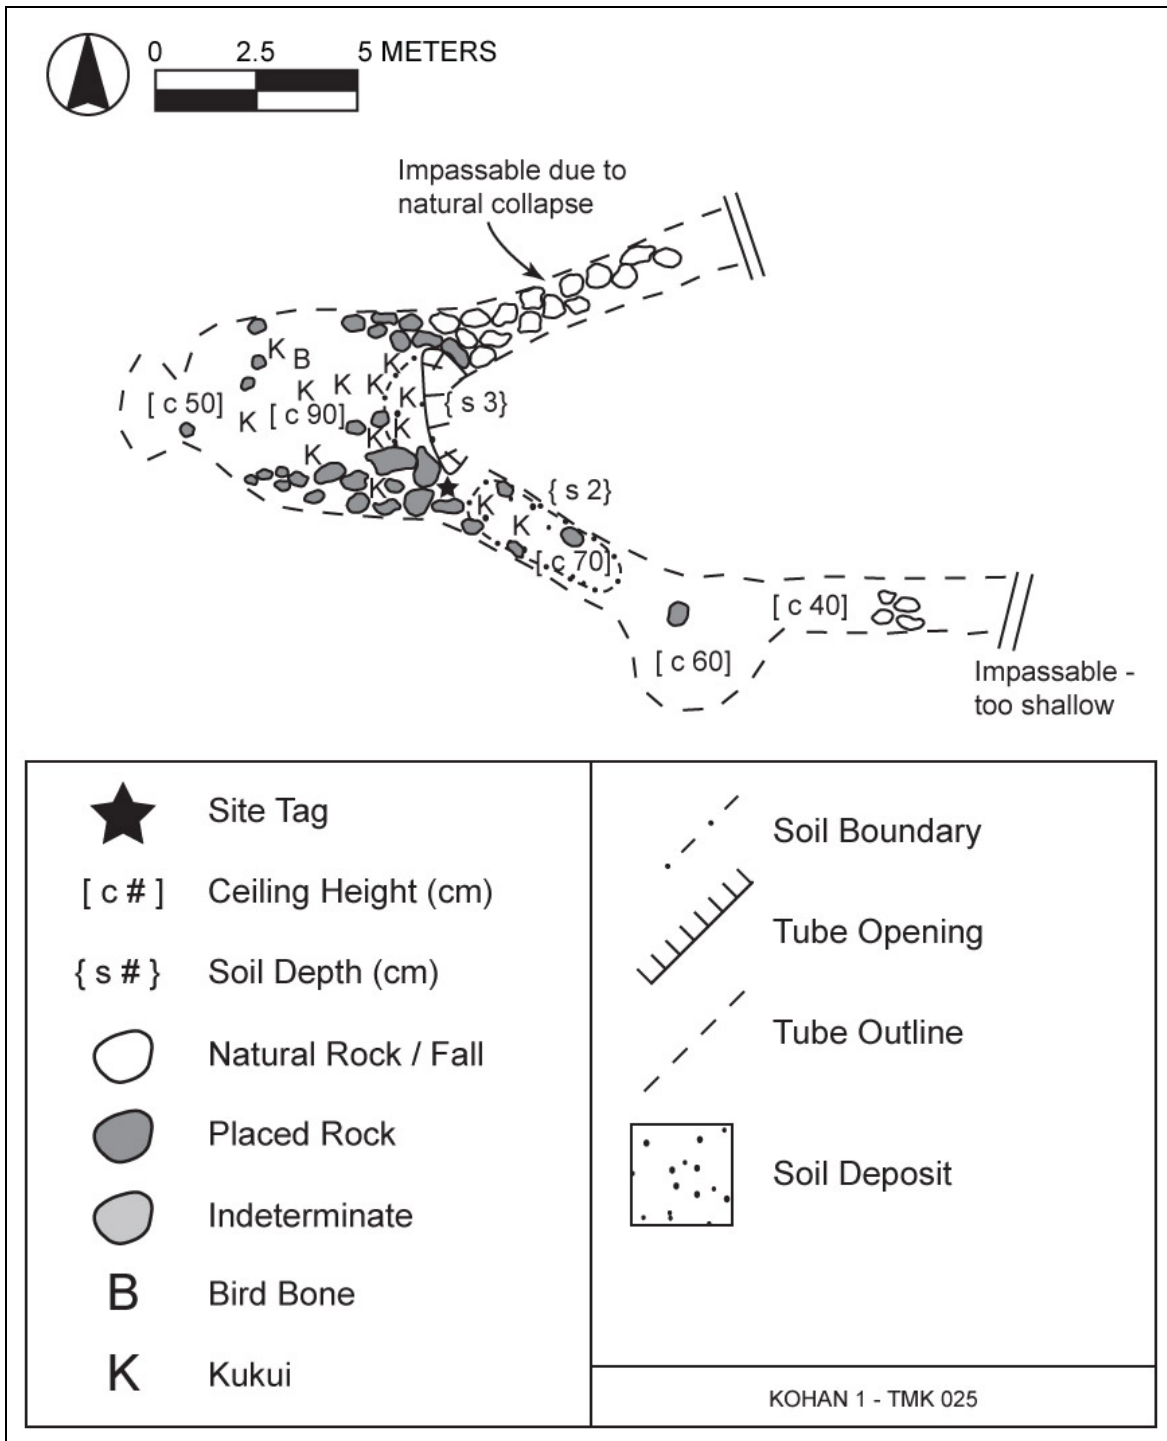 0 2.5 5 METERS
Impassable due to
natural collapse
K B
K
K K K
K
[ c 50]
K [ c 90]
{ s 3}
K K
K
K
{ s 2}
K
K
[ c 70]
[ c 40]
[ c 60]
Impassable -
too shallow
Site Tag
[ c # ] Ceiling Height (cm)
{ s # } Soil Depth (cm)
Natural Rock / Fall
Placed Rock
Indeterminate
B Bird Bone
K Kukui
Soil Boundary
Tube Opening
Tube Outline
Soil Deposit
KOHAN 1 - TMK 025